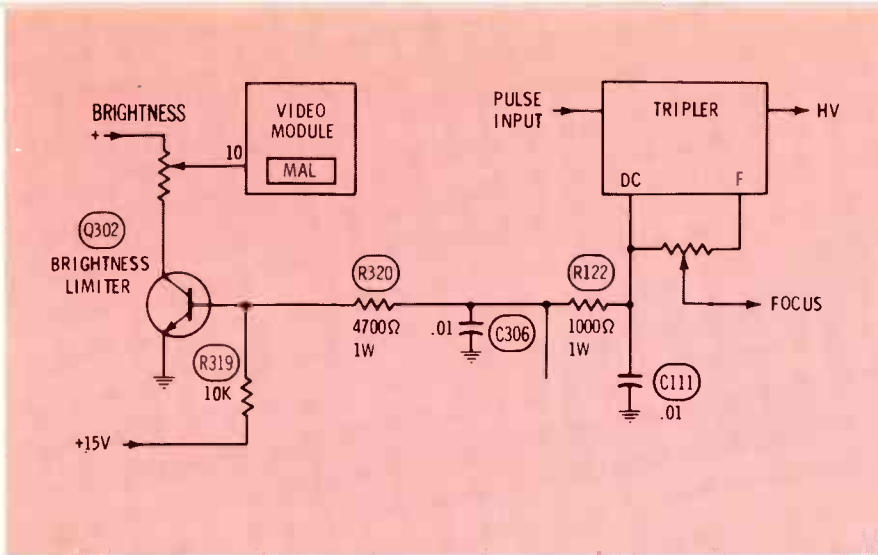 BRIGHTNESS
+
10
VIDEO
MODULE
MAL
PULSE
INPUT
TRIPLER
HV
DC
F
Q302
BRIGHTNESS
LIMITER
R320
4700Ω
1W
.01
C306
R122
1000Ω
1W
FOCUS
R319
10K
C111
.01
+15V